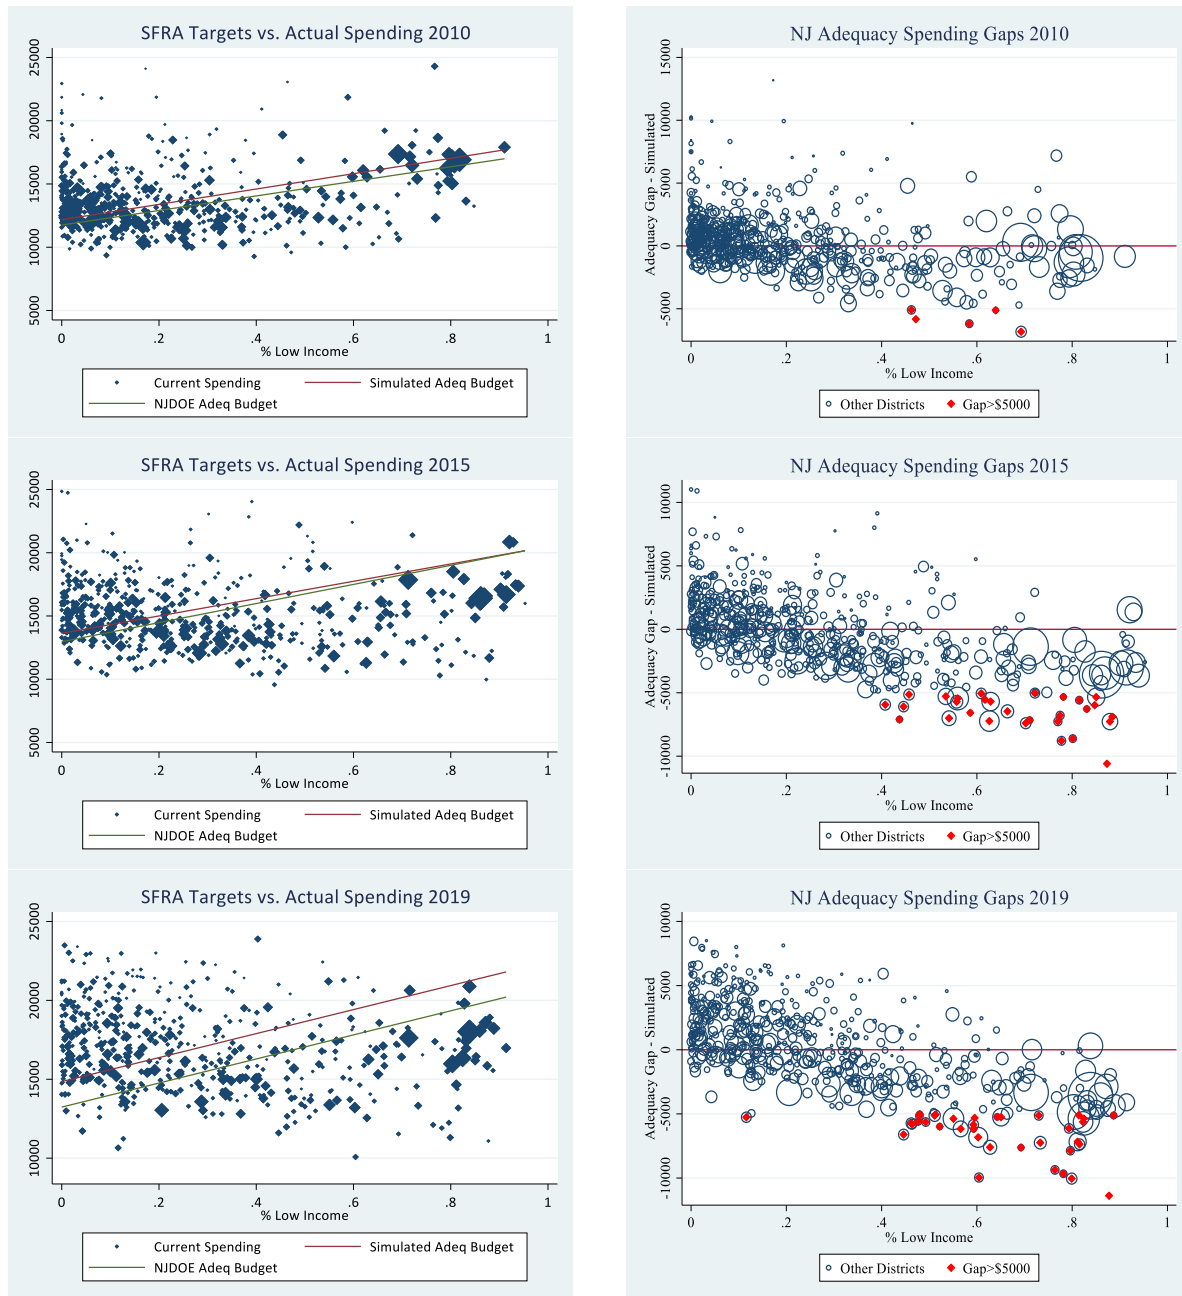 SFRA Targets vs. Actual Spending 2010
25000
20000
15000
10000
5000
0 .2 .4 .6 .8 1
% Low Income
Current Spending Simulated Adeq Budget
NJDOE Adeq Budget
NJ Adequacy Spending Gaps 2010
Adequacy Gap - Simulated
15000
10000
5000
0
-5000
0 .2 .4 .6 .8 1
% Low Income
Other Districts Gap>$5000
SFRA Targets vs. Actual Spending 2015
25000
20000
15000
10000
5000
0 .2 .4 .6 .8 1
% Low Income
Current Spending Simulated Adeq Budget
NJDOE Adeq Budget
NJ Adequacy Spending Gaps 2015
Adequacy Gap - Simulated
10000
5000
0
-5000
-10000
0 .2 .4 .6 .8 1
% Low Income
Other Districts Gap>$5000
SFRA Targets vs. Actual Spending 2019
25000
20000
15000
10000
0 .2 .4 .6 .8 1
% Low Income
Current Spending Simulated Adeq Budget
NJDOE Adeq Budget
NJ Adequacy Spending Gaps 2019
Adequacy Gap - Simulated
10000
5000
0
-5000
-10000
0 .2 .4 .6 .8 1
% Low Income
Other Districts Gap>$5000